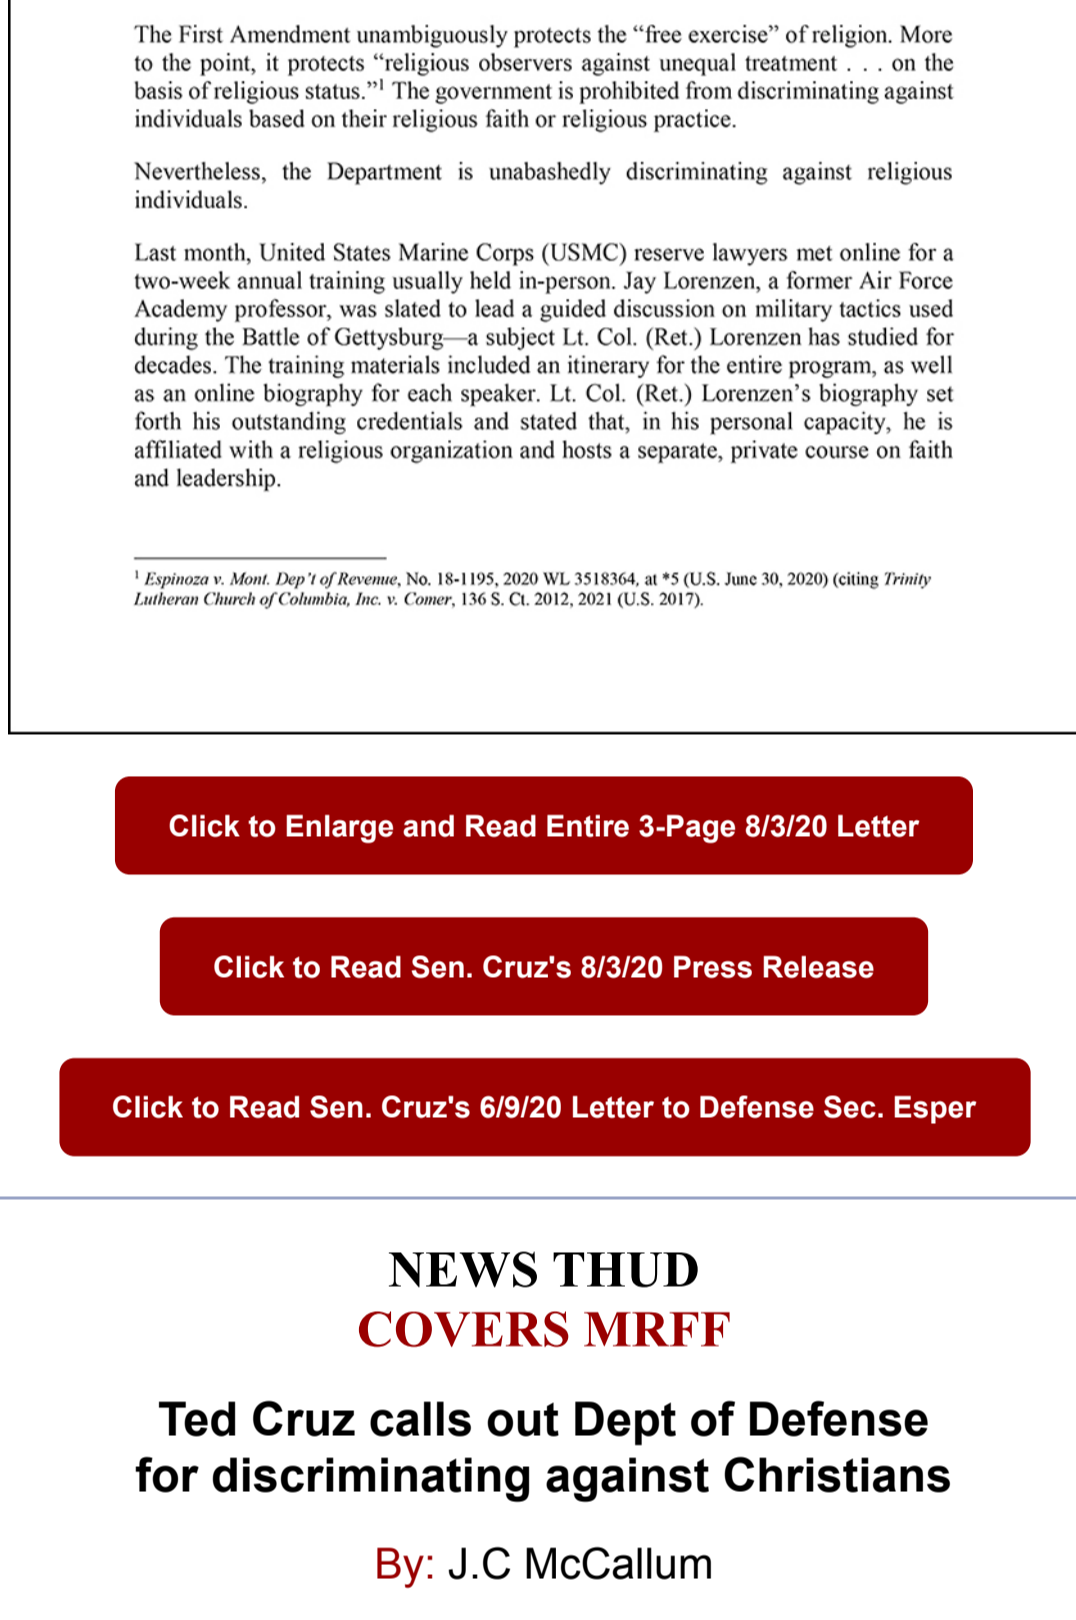 The First Amendment unambiguously protects the “free exercise” of religion. More
to the point, it protects “religious observers against unequal treatment . . . on the
basis of religious status.”¹ The government is prohibited from discriminating against
individuals based on their religious faith or religious practice.
Nevertheless, the Department is unabashedly discriminating against religious
individuals.
Last month, United States Marine Corps (USMC) reserve lawyers met online for a
two-week annual training usually held in-person. Jay Lorenzen, a former Air Force
Academy professor, was slated to lead a guided discussion on military tactics used
during the Battle of Gettysburg—a subject Lt. Col. (Ret.) Lorenzen has studied for
decades. The training materials included an itinerary for the entire program, as well
as an online biography for each speaker. Lt. Col. (Ret.) Lorenzen’s biography set
forth his outstanding credentials and stated that, in his personal capacity, he is
affiliated with a religious organization and hosts a separate, private course on faith
and leadership.
¹ Espinoza v. Mont. Dep’t of Revenue, No. 18-1195, 2020 WL 3518364, at *5 (U.S. June 30, 2020) (citing Trinity
Lutheran Church of Columbia, Inc. v. Comer, 136 S. Ct. 2012, 2021 (U.S. 2017).
Click to Enlarge and Read Entire 3-Page 8/3/20 Letter
Click to Read Sen. Cruz's 8/3/20 Press Release
Click to Read Sen. Cruz's 6/9/20 Letter to Defense Sec. Esper
NEWS THUD
COVERS MRFF
Ted Cruz calls out Dept of Defense
for discriminating against Christians
By: J.C McCallum